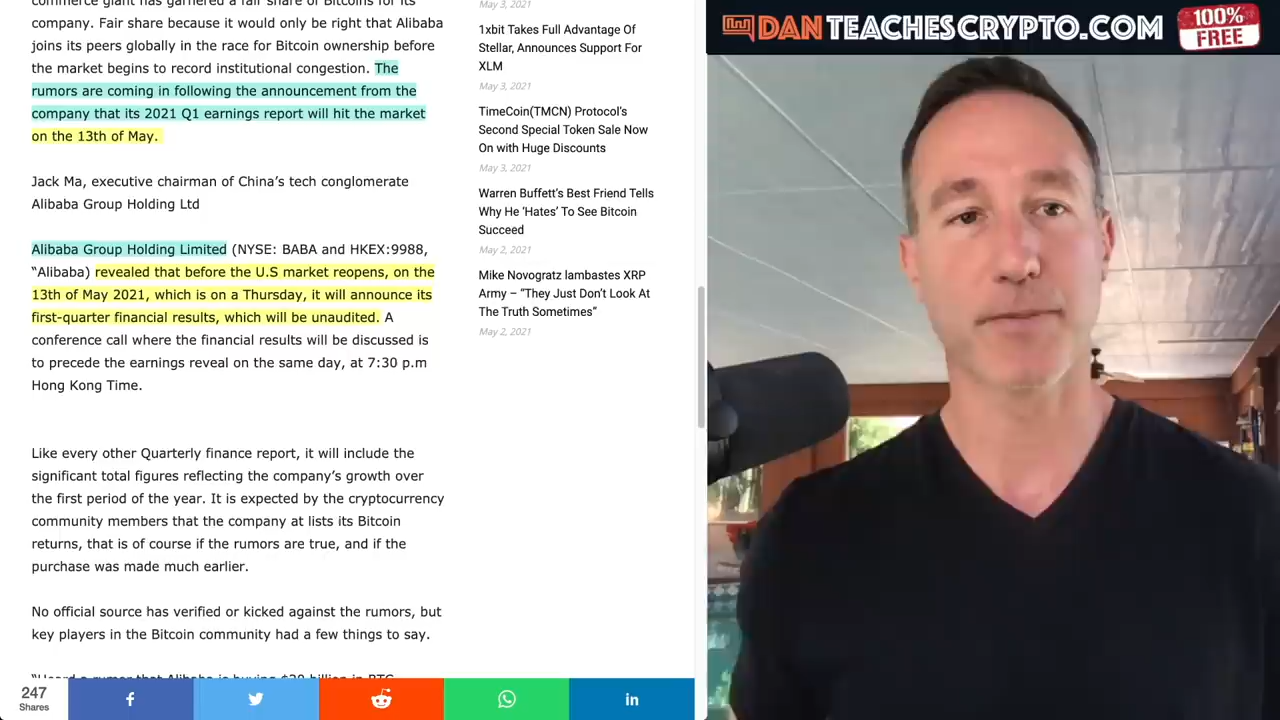 commerce giant has garnered a fair share of Bitcoins for its
company. Fair share because it would only be right that Alibaba
joins its peers globally in the race for Bitcoin ownership before
the market begins to record institutional congestion. The
rumors are coming in following the announcement from the
company that its 2021 Q1 earnings report will hit the market
on the 13th of May.
Jack Ma, executive chairman of China’s tech conglomerate
Alibaba Group Holding Ltd
Alibaba Group Holding Limited (NYSE: BABA and HKEX:9988,
“Alibaba) revealed that before the U.S market reopens, on the
13th of May 2021, which is on a Thursday, it will announce its
first-quarter financial results, which will be unaudited. A
conference call where the financial results will be discussed is
to precede the earnings reveal on the same day, at 7:30 p.m
Hong Kong Time.
Like every other Quarterly finance report, it will include the
significant total figures reflecting the company’s growth over
the first period of the year. It is expected by the cryptocurrency
community members that the company at lists its Bitcoin
returns, that is of course if the rumors are true, and if the
purchase was made much earlier.
No official source has verified or kicked against the rumors, but
key players in the Bitcoin community had a few things to say.
“Heard a rumor that Alibaba is buying $20 billion in BTC
247
Shares
May 3, 2021
1xbit Takes Full Advantage Of
Stellar, Announces Support For
XLM
May 3, 2021
TimeCoin(TMCN) Protocol’s
Second Special Token Sale Now
On with Huge Discounts
May 3, 2021
Warren Buffett’s Best Friend Tells
Why He ‘Hates’ To See Bitcoin
Succeed
May 2, 2021
Mike Novogratz lambastes XRP
Army – “They Just Don’t Look At
The Truth Sometimes”
May 2, 2021
DANTEACHESCRYPTO.COM
100%
FREE